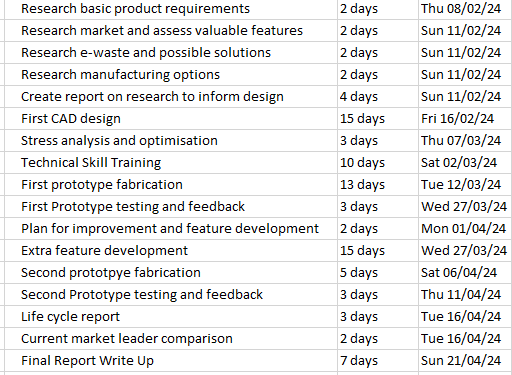 Research basic product requirements 2 days Thu 08/02/24
Research market and assess valuable features 2 days Sun 11/02/24
Research e-waste and possible solutions 2 days Sun 11/02/24
Research manufacturing options 2 days Sun 11/02/24
Create report on research to inform design 4 days Sun 11/02/24
First CAD design 15 days Fri 16/02/24
Stress analysis and optimisation 3 days Thu 07/03/24
Technical Skill Training 10 days Sat 02/03/24
First prototype fabrication 13 days Tue 12/03/24
First Prototype testing and feedback 3 days Wed 27/03/24
Plan for improvement and feature development 2 days Mon 01/04/24
Extra feature development 15 days Wed 27/03/24
Second prototpye fabrication 5 days Sat 06/04/24
Second Prototype testing and feedback 3 days Thu 11/04/24
Life cycle report 3 days Tue 16/04/24
Current market leader comparison 2 days Tue 16/04/24
Final Report Write Up 7 days Sun 21/04/24